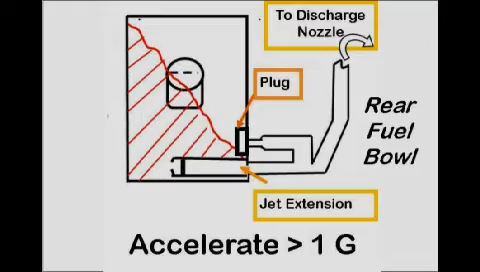 To Discharge
Nozzle
Plug
Rear
Fuel
Bowl
Jet Extension
Accelerate > 1 G